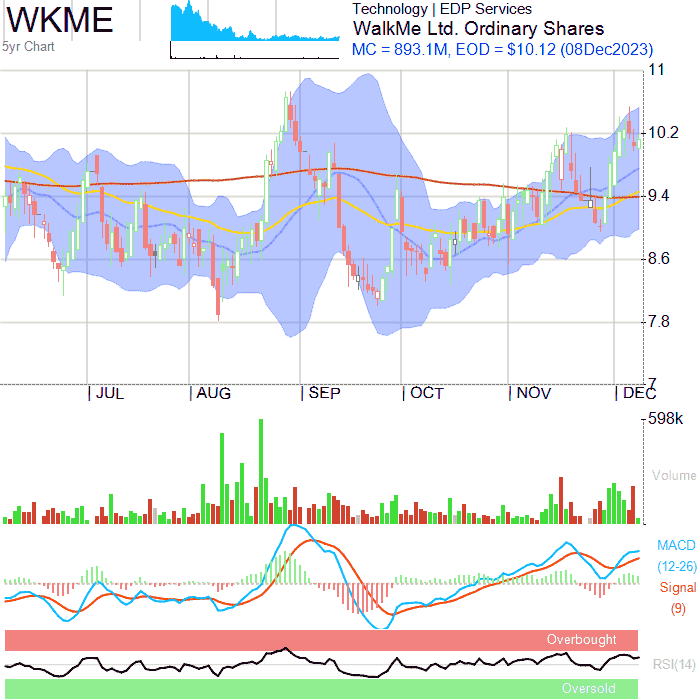 WKME
5yr Chart
Technology | EDP Services
WalkMe Ltd. Ordinary Shares
MC = 893.1M, EOD = $10.12 (08Dec2023)
11
10.2
9.4
8.6
7.8
7
JUL AUG SEP OCT NOV DEC
598k
Volume
MACD
(12-26)
Signal
(9)
Overbought
RSI(14)
Oversold